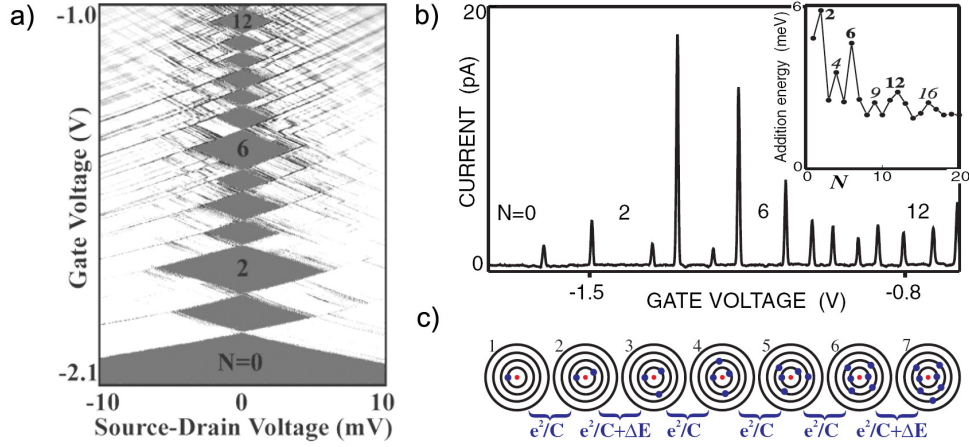 a)
-1.0
12
6
2
N=0
-2.1
-10
0
10
Gate Voltage (V)
Source-Drain Voltage (mV)
b)
20
0
CURRENT (pA)
N=0
2
6
12
-1.5
-0.8
GATE VOLTAGE (V)
6
0
Addition energy (meV)
2
4
6
9
12
16
0
N
10
20
c)
1
2
3
4
5
6
7
e²/C
e²/C+ΔE
e²/C
e²/C
e²/C
e²/C+ΔE